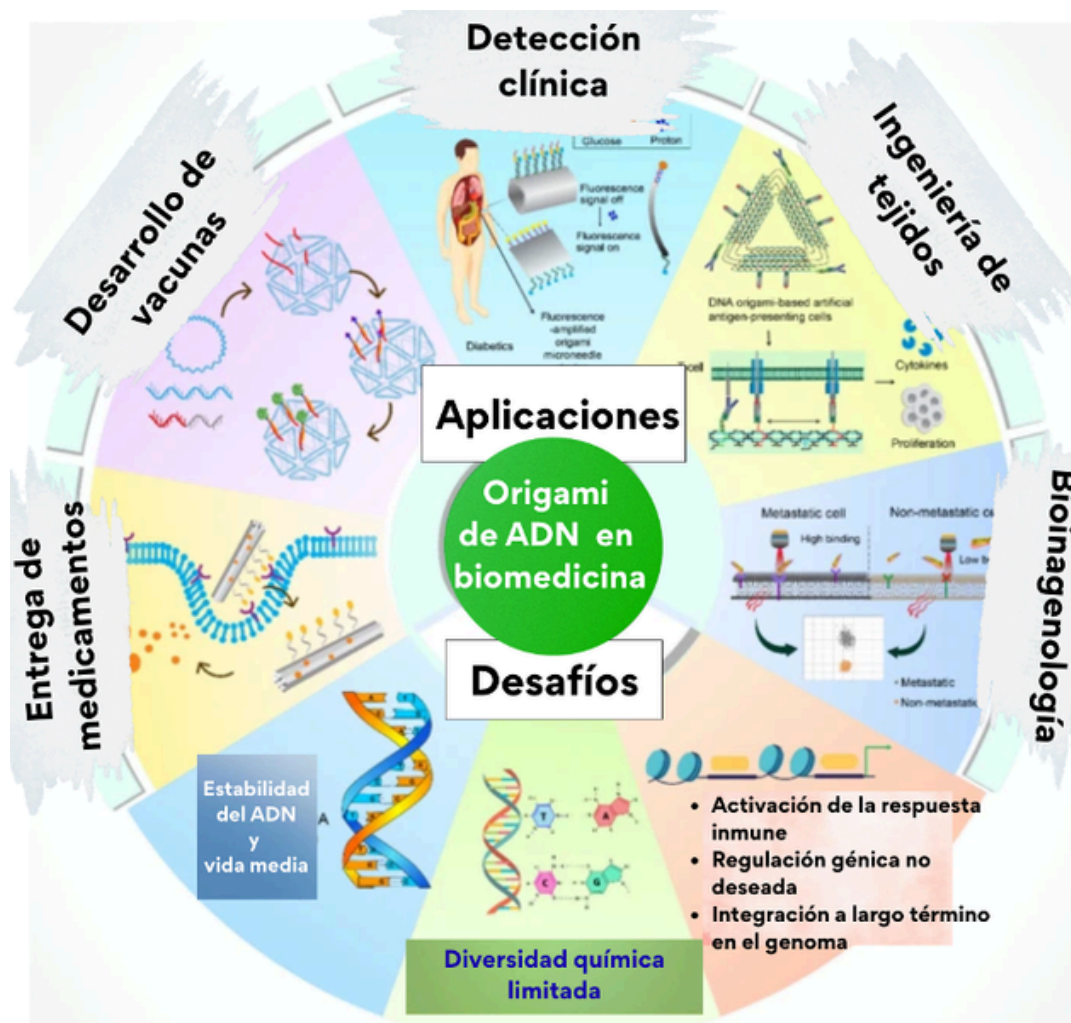 Detección
clínica
Desarrollo de
vacunas
Ingeniería de
tejidos
Entrega de
medicamentos
Bioinagenología
Aplicaciones
Origami
de ADN en
biomedicina
Desafíos
Glucose
Proton
Fluorescence
signal off
Fluorescence
signal on
Diabetics
Fluorescence
-amplified
origami
microneedle
DNA origami-based artificial
antigen-presenting cells
Cytokines
Proliferation
Metastatic cell
Non-metastatic
High binding
Low
• Metastatic
• Non-metastatic
Estabilidad
del ADN
y
vida media
A
T
A
C
G
Diversidad química
limitada
• Activación de la respuesta
inmune
• Regulación génica no
deseada
• Integración a largo término
en el genoma